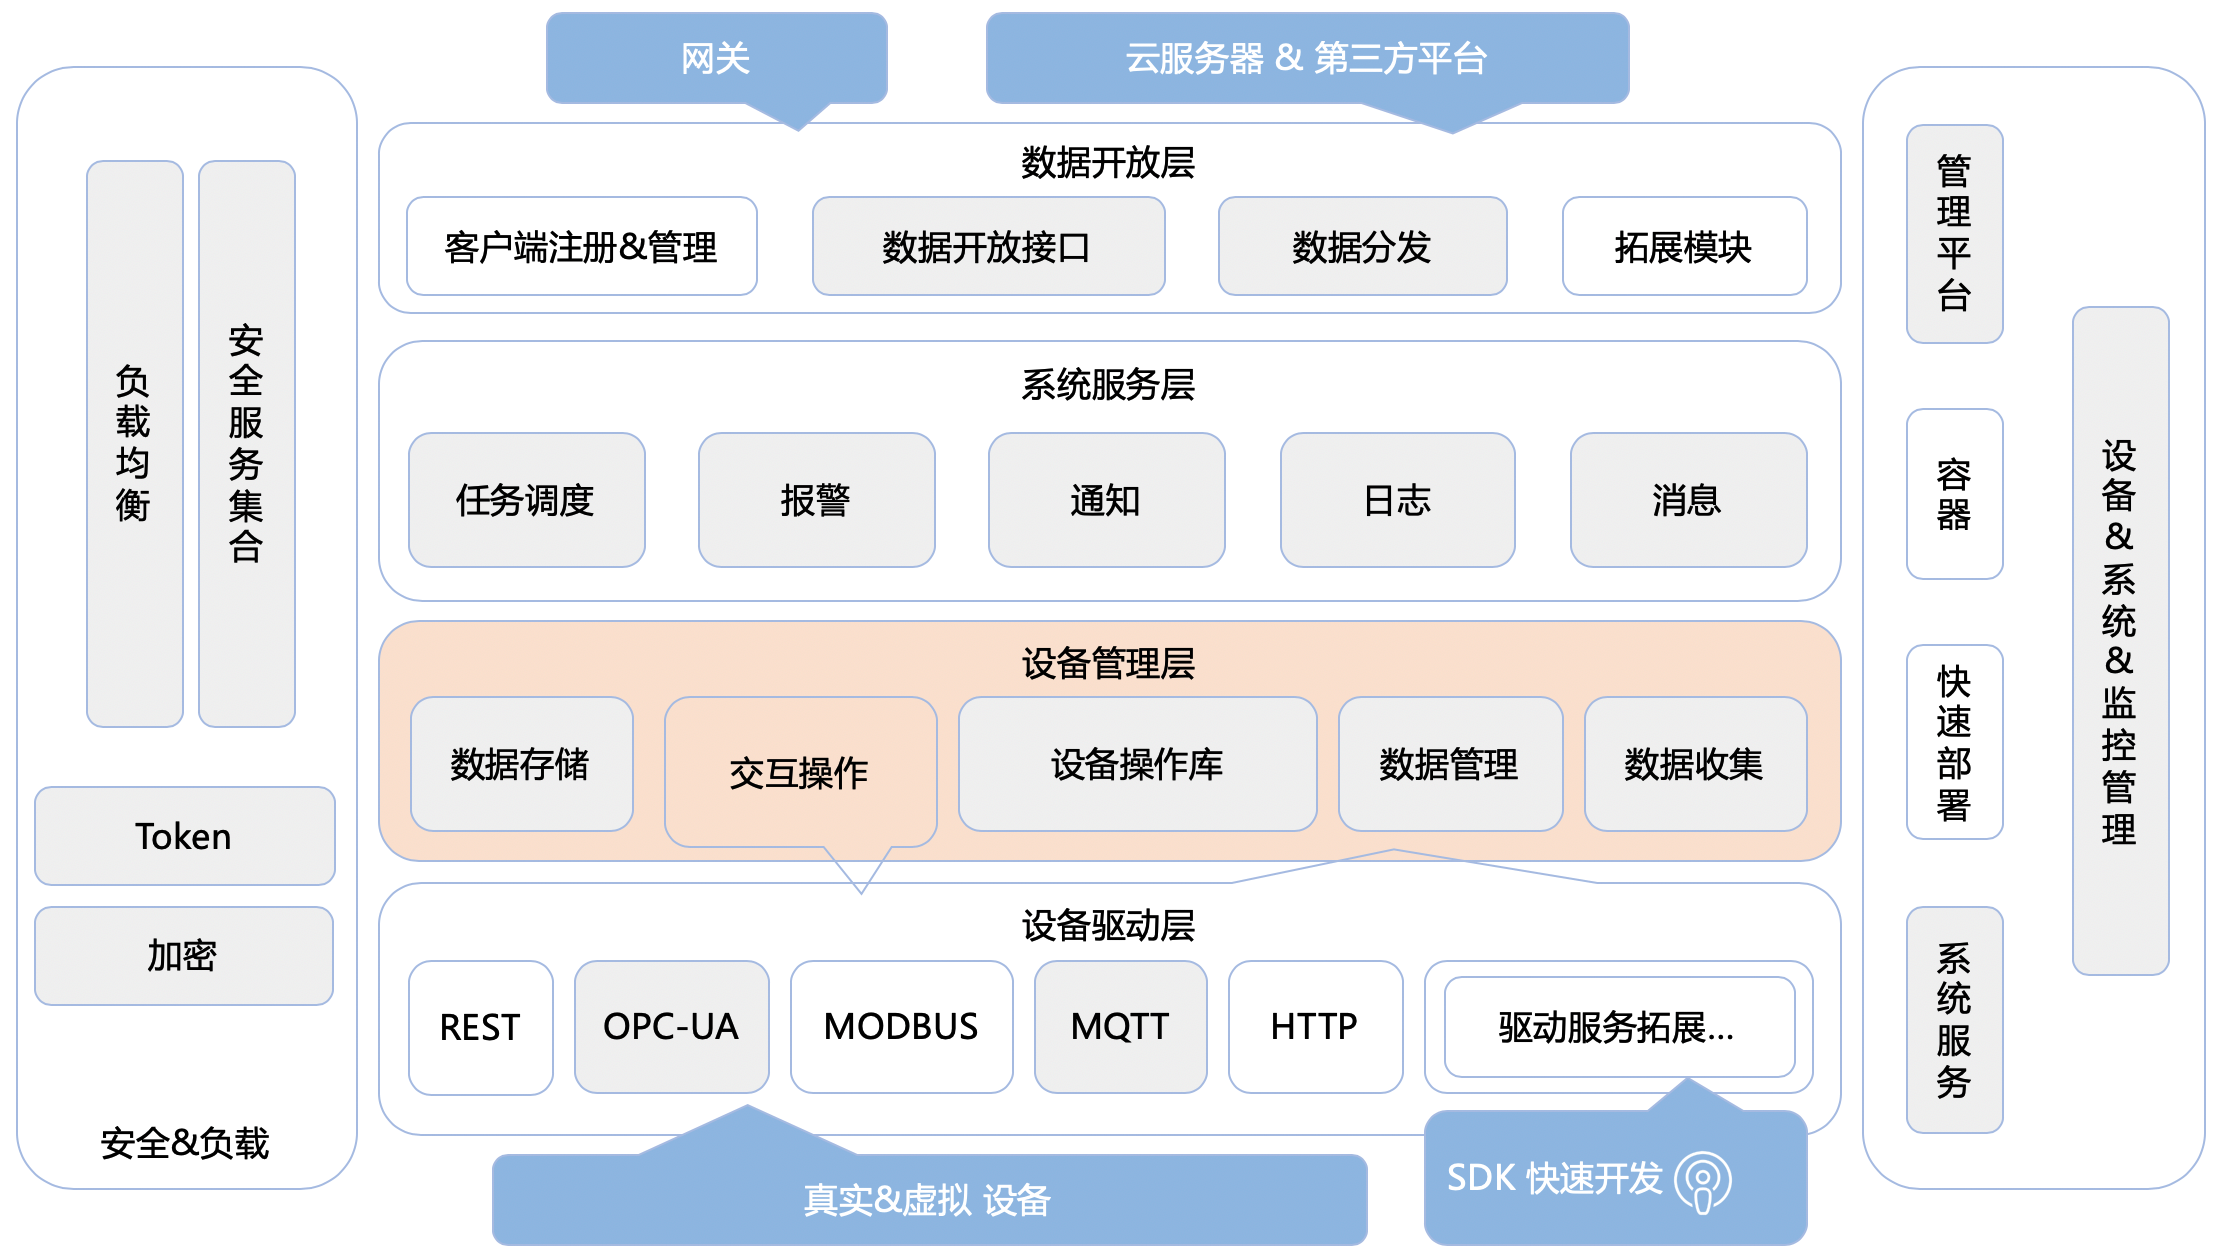 网关
云服务器 & 第三方平台
数据开放层
客户端注册&管理
数据开放接口
数据分发
拓展模块
系统服务层
任务调度
报警
通知
日志
消息
设备管理层
数据存储
交互操作
设备操作库
数据管理
数据收集
设备驱动层
REST
OPC-UA
MODBUS
MQTT
HTTP
驱动服务拓展...
真实&虚拟 设备
SDK 快速开发
负载均衡
安全服务集合
Token
加密
安全&负载
管理平台
容器
快速部署
系统服务
设备&系统&监控管理